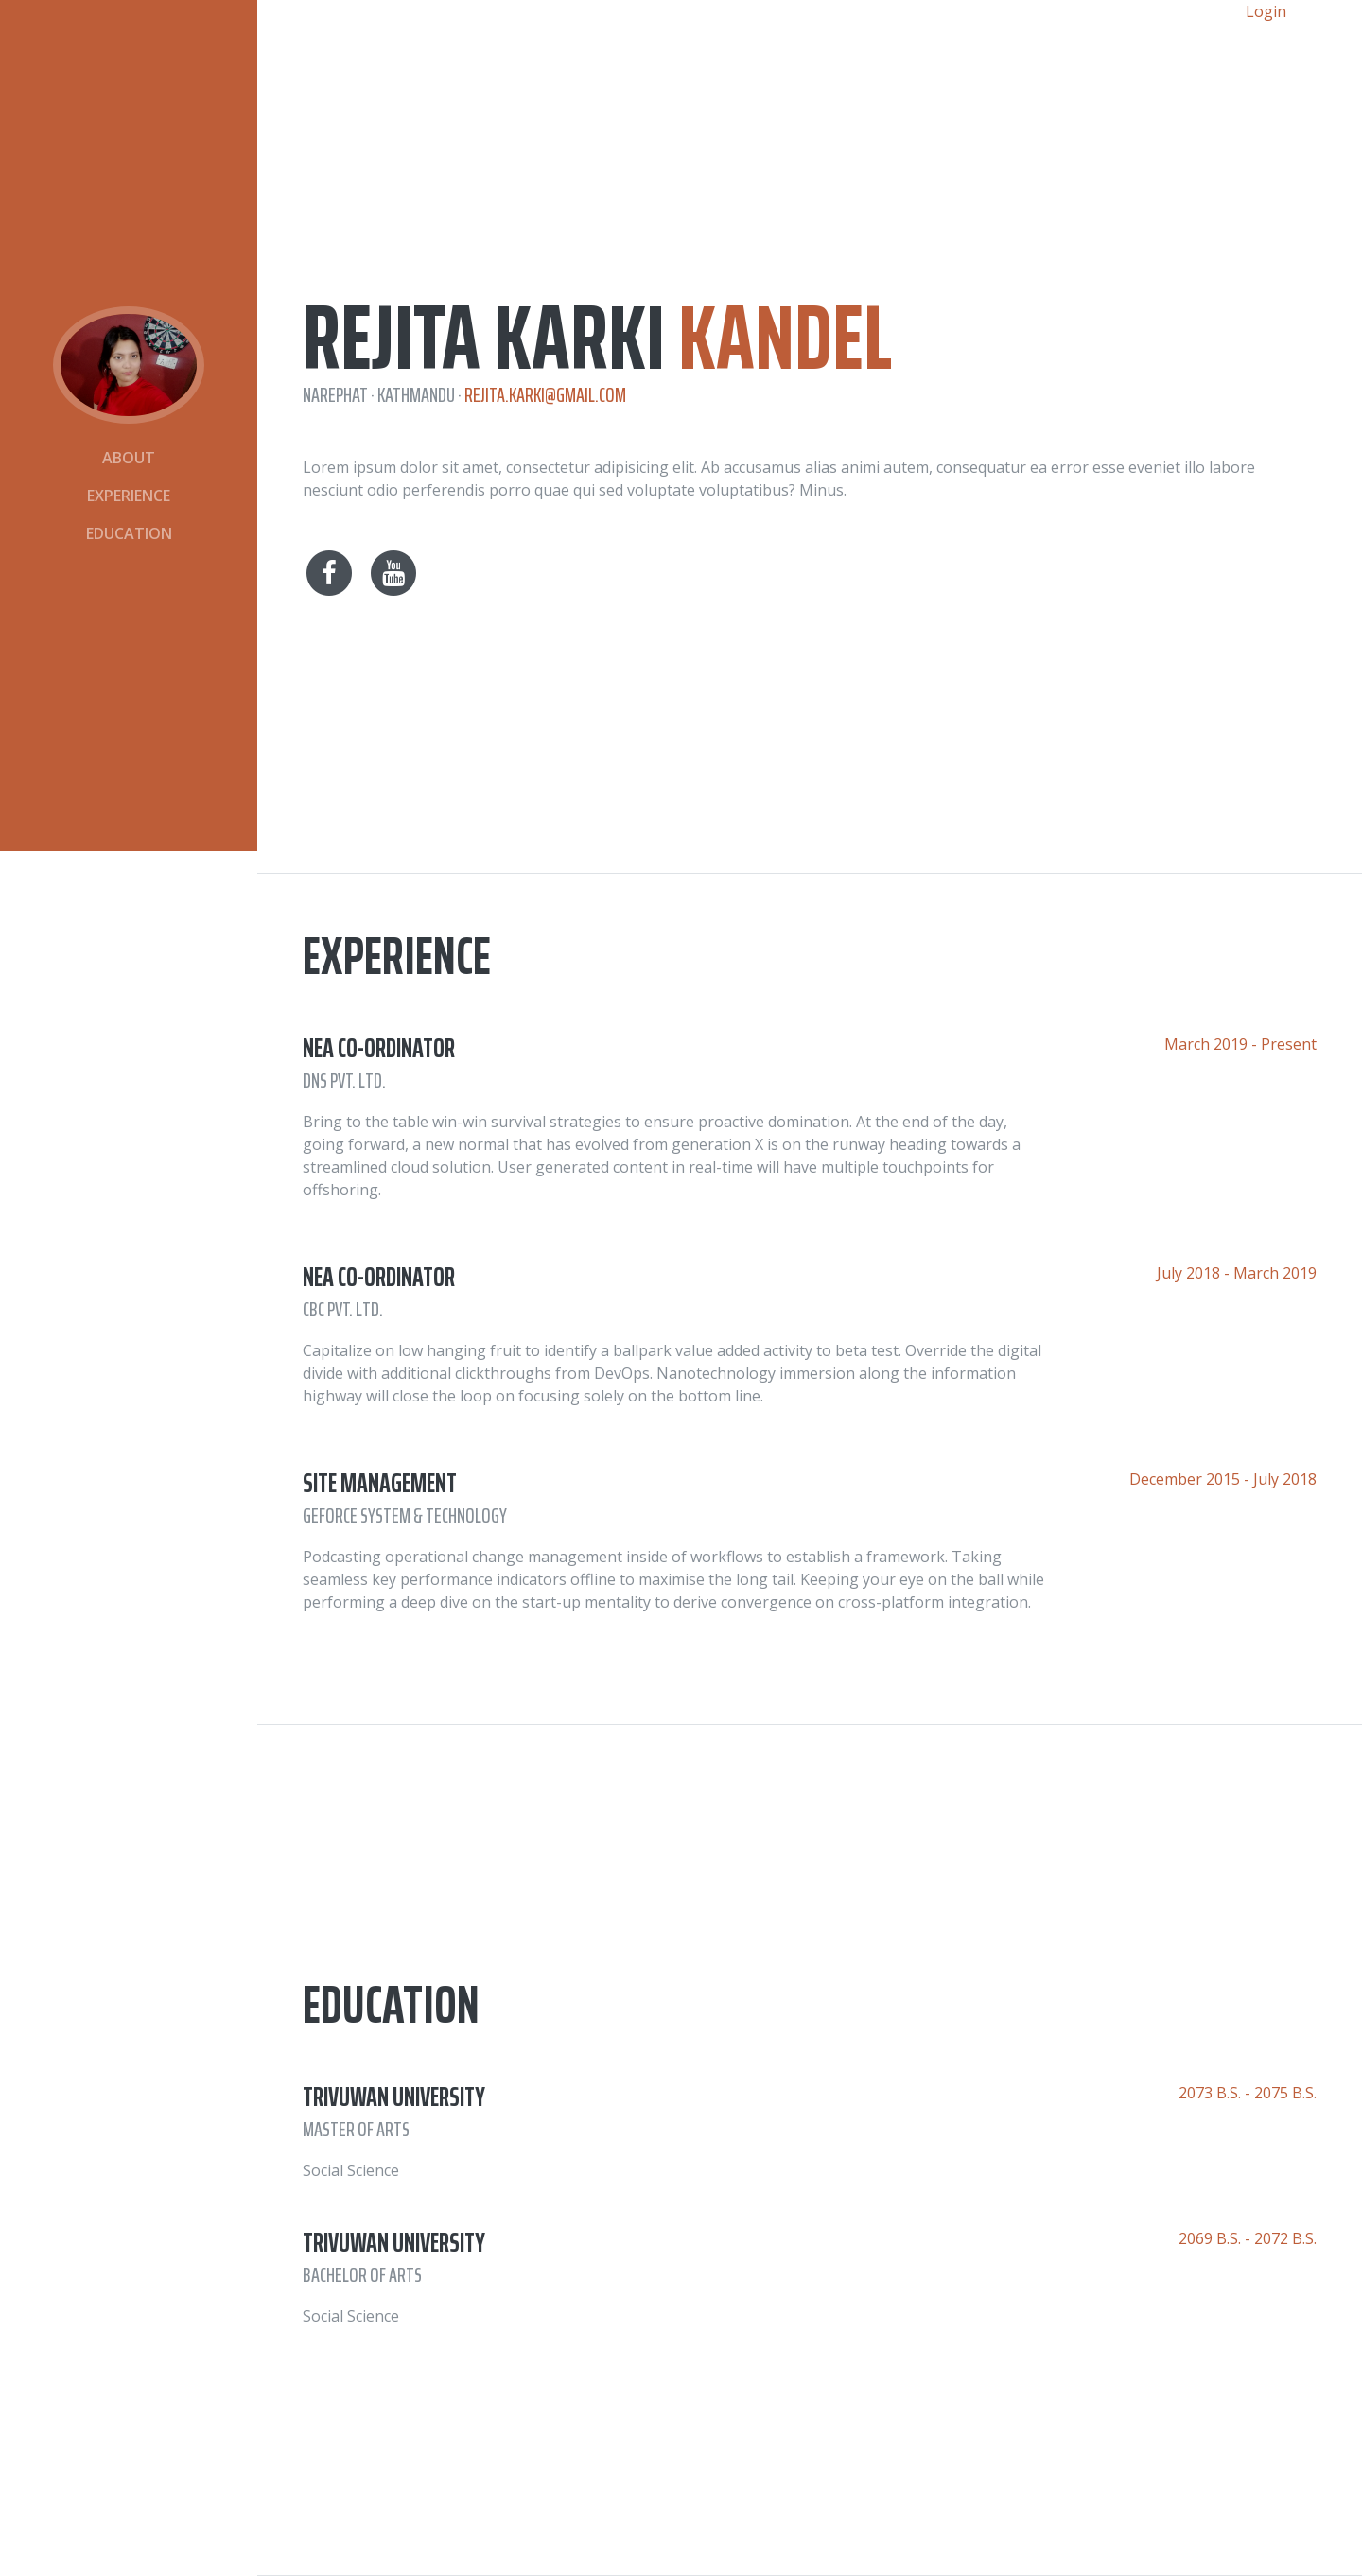 Login
ABOUT
EXPERIENCE
EDUCATION
REJITA KARKI KANDEL
NAREPHAT · KATHMANDU · REJITA.KARKI@GMAIL.COM
Lorem ipsum dolor sit amet, consectetur adipisicing elit. Ab accusamus alias animi autem, consequatur ea error esse eveniet illo labore
nesciunt odio perferendis porro quae qui sed voluptate voluptatibus? Minus.
You
Tube
EXPERIENCE
NEA CO-ORDINATOR
March 2019 - Present
DNS PVT. LTD.
Bring to the table win-win survival strategies to ensure proactive domination. At the end of the day,
going forward, a new normal that has evolved from generation X is on the runway heading towards a
streamlined cloud solution. User generated content in real-time will have multiple touchpoints for
offshoring.
NEA CO-ORDINATOR
July 2018 - March 2019
CBC PVT. LTD.
Capitalize on low hanging fruit to identify a ballpark value added activity to beta test. Override the digital
divide with additional clickthroughs from DevOps. Nanotechnology immersion along the information
highway will close the loop on focusing solely on the bottom line.
SITE MANAGEMENT
December 2015 - July 2018
GEFORCE SYSTEM & TECHNOLOGY
Podcasting operational change management inside of workflows to establish a framework. Taking
seamless key performance indicators offline to maximise the long tail. Keeping your eye on the ball while
performing a deep dive on the start-up mentality to derive convergence on cross-platform integration.
EDUCATION
TRIVUWAN UNIVERSITY
2073 B.S. - 2075 B.S.
MASTER OF ARTS
Social Science
TRIVUWAN UNIVERSITY
2069 B.S. - 2072 B.S.
BACHELOR OF ARTS
Social Science